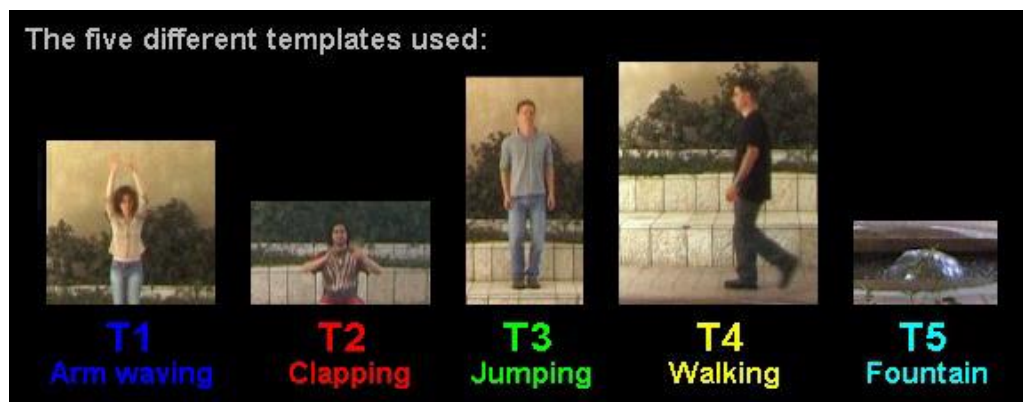 The five different templates used:
T1 T2 T3 T4 T5
Arm waving Clapping Jumping Walking Fountain